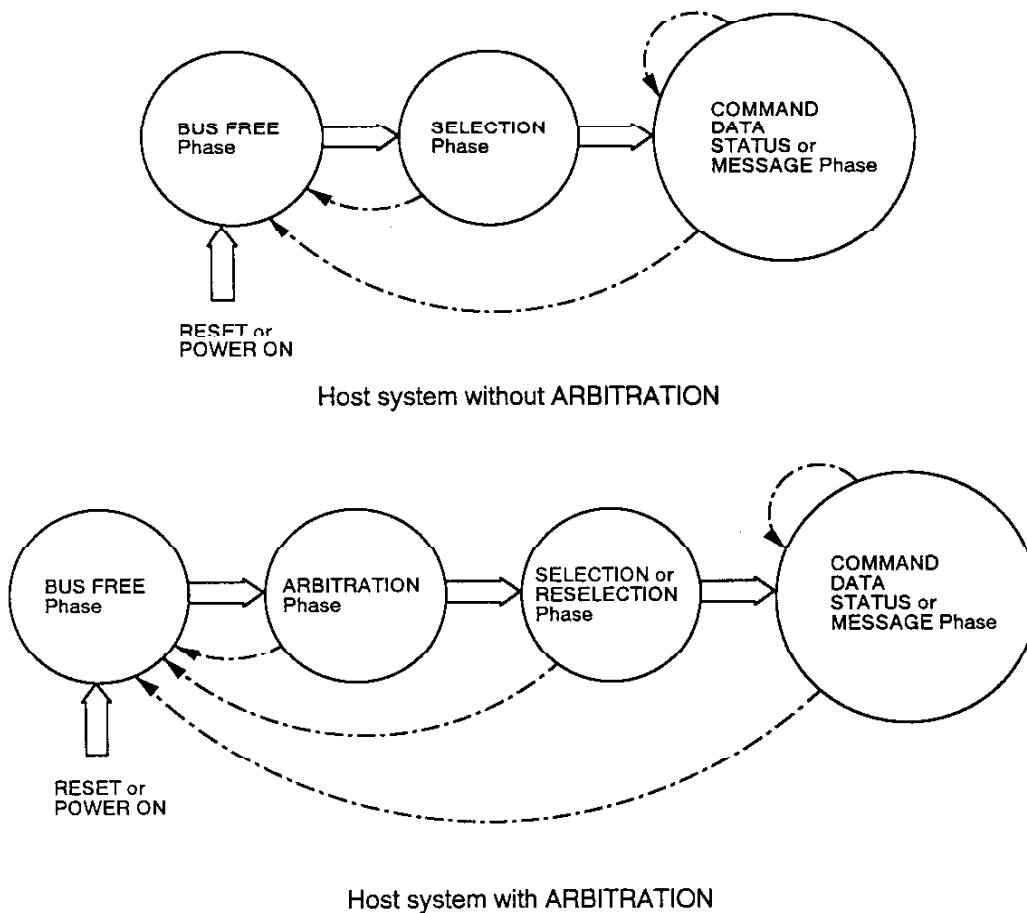 BUS FREE
Phase
SELECTION
Phase
COMMAND
DATA
STATUS or
MESSAGE Phase
RESET or
POWER ON
Host system without ARBITRATION
BUS FREE
Phase
ARBITRATION
Phase
SELECTION or
RESELECTION
Phase
COMMAND
DATA
STATUS or
MESSAGE Phase
RESET or
POWER ON
Host system with ARBITRATION